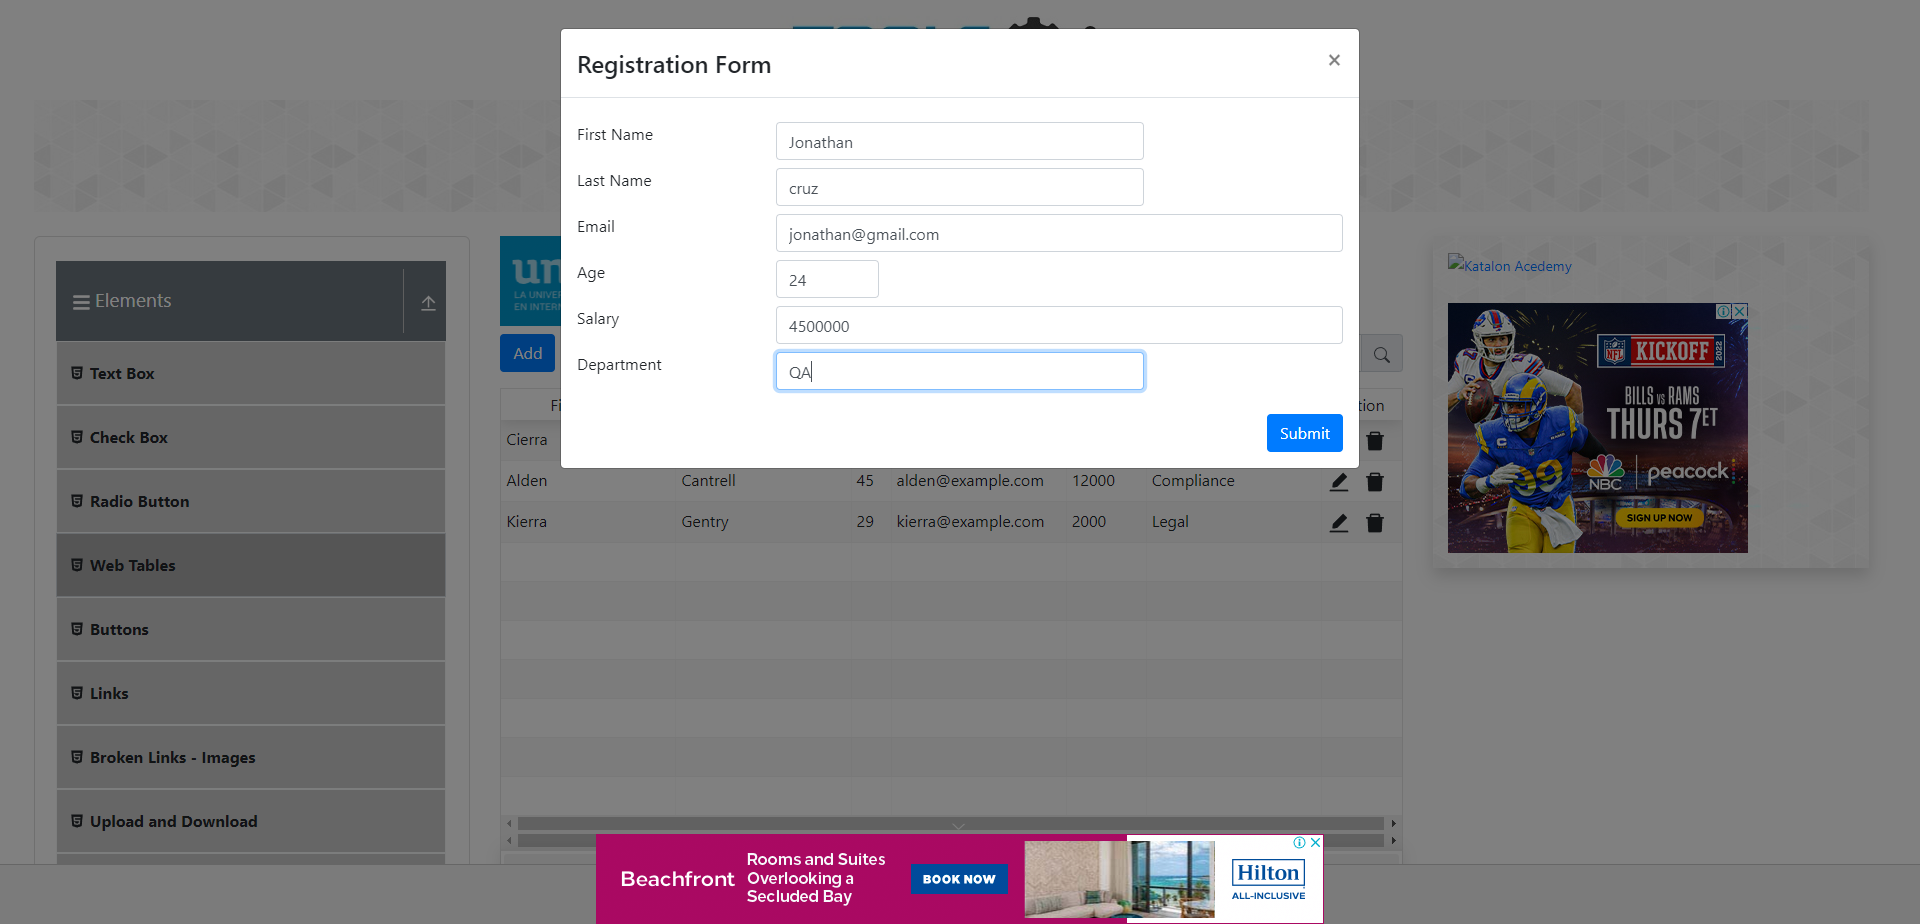 Registration Form
×
First Name
Jonathan
Last Name
cruz
Email
jonathan@gmail.com
Age
24
Salary
4500000
Department
QA
Submit
Elements
Text Box
Check Box
Radio Button
Web Tables
Buttons
Links
Broken Links - Images
Upload and Download
un
LA UNIVER
EN INTERN
Add
Fi
tion
Cierra
Alden Cantrell 45 alden@example.com 12000 Compliance
Kierra Gentry 29 kierra@example.com 2000 Legal
Katalon Acedemy
NFL KICKOFF 2022
BILLS VS RAMS
THURS 7ET
NBC peacock
SIGN UP NOW
Beachfront
Rooms and Suites
Overlooking a
Secluded Bay
BOOK NOW
Hilton
ALL-INCLUSIVE